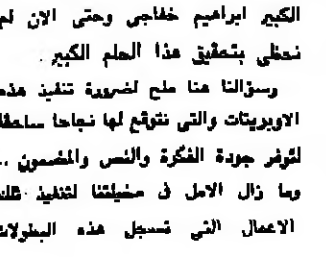 الكبير ابراهيم خفاجي وحتى الان لم
نحظى بتحقيق هذا الحلم الكبير .
وسؤالنا هنا ملح لضرورة تنفيذ هذه
الاوبريتات والتي نتوقع لها نجاحا ساحقا
لتوفر جودة الفكرة والنص والمضمون ..
وما زال الامل في مخيلتنا لتنفيذ تلك
الاعمال التي تسجل هذه البطولات